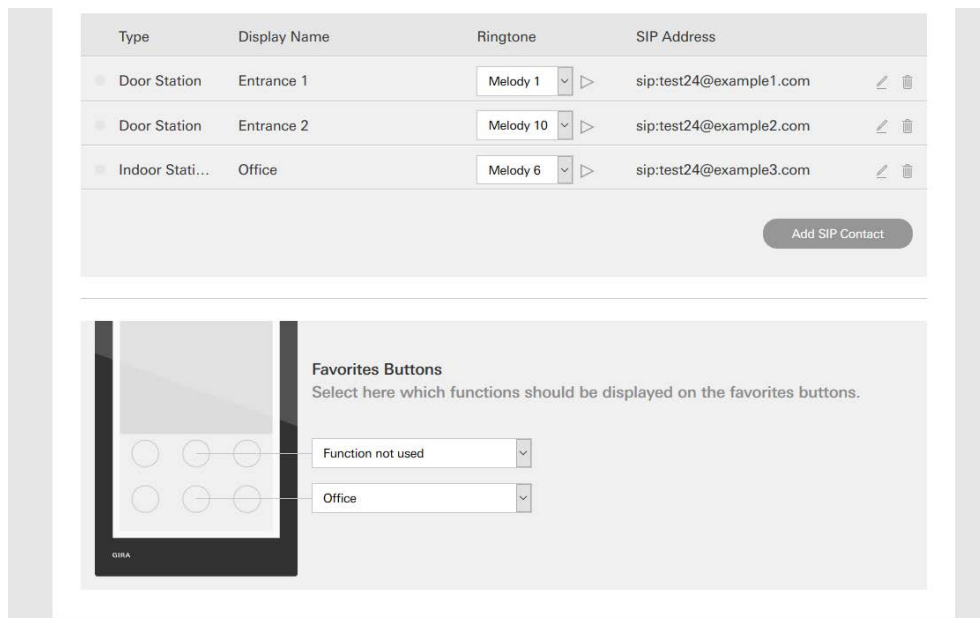 Type Display Name Ringtone SIP Address
Door Station Entrance 1 Melody 1 sip:test24@example1.com
Door Station Entrance 2 Melody 10 sip:test24@example2.com
Indoor Stati... Office Melody 6 sip:test24@example3.com
Add SIP Contact
Favorites Buttons
Select here which functions should be displayed on the favorites buttons.
Function not used
Office
GIRA